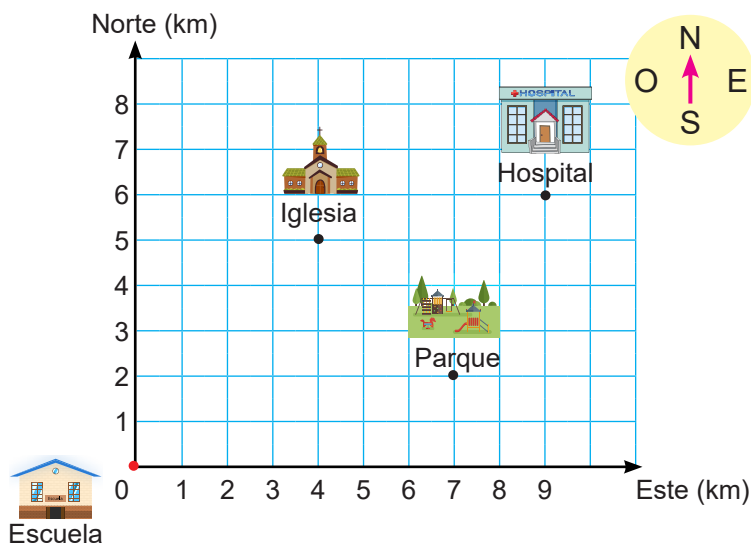 Norte (km)
N
O E
S
8
7
6
5
4
3
2
1
HOSPITAL
Hospital
Iglesia
Parque
0 1 2 3 4 5 6 7 8 9 Este (km)
Escuela
Escuela